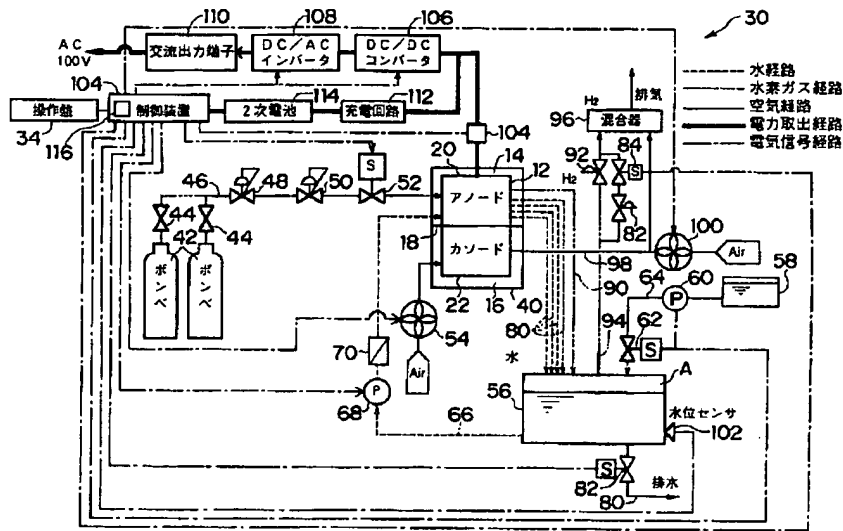 110
108
106
30
AC
100V
交流出力端子
DC/AC
インバータ
DC/DC
コンバータ
104
114
112
操作盤
制御装置
2次電池
充電回路
34
116
104
排気
H₂
96
混合器
水経路
水素ガス経路
空気経路
電力取出経路
電気信号経路
S
20
14
12
92
H₂
84
S
46
48
50
52
アノード
82
100
44
44
18
カソード
98
Air
42
ボンベ
ボンベ
22
16
40
90
64
60
58
P
54
80
94
62
S
70
Air
水
A
68
P
56
水位センサ
66
102
S
82
80
排水